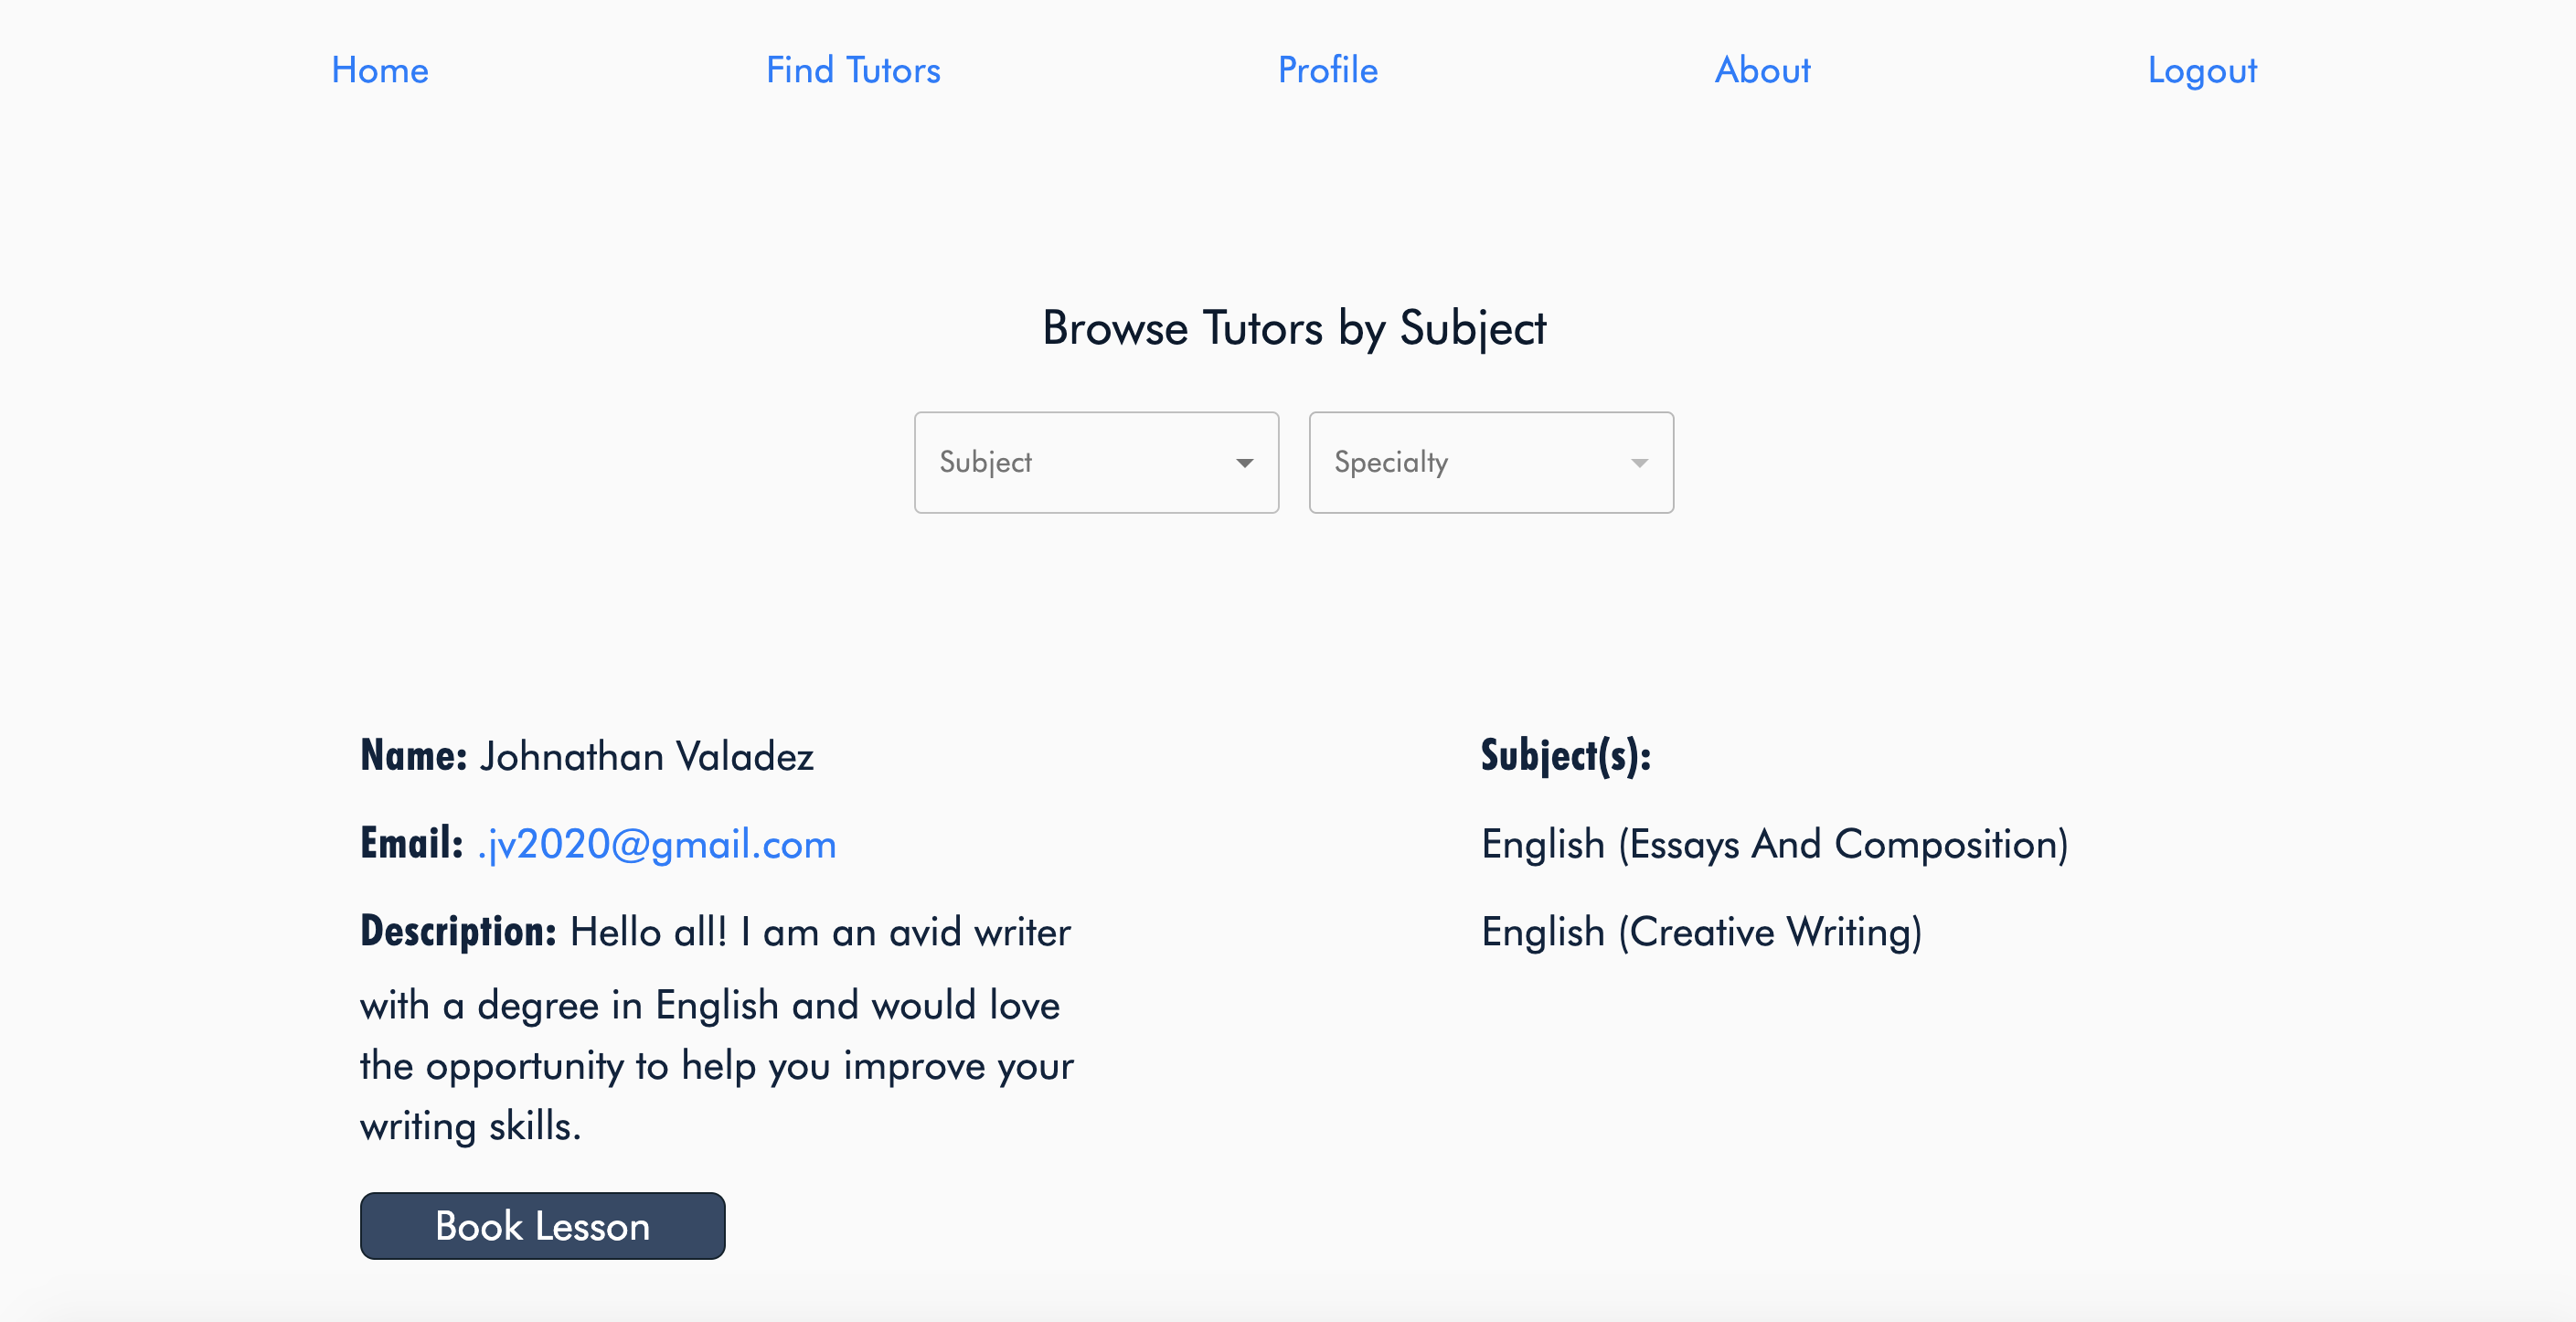 Home Find Tutors Profile About Logout
Browse Tutors by Subject
Subject Specialty
Name: Johnathan Valadez
Email: .jv2020@gmail.com
Description: Hello all! I am an avid writer
with a degree in English and would love
the opportunity to help you improve your
writing skills.
Book Lesson
Subject(s):
English (Essays And Composition)
English (Creative Writing)